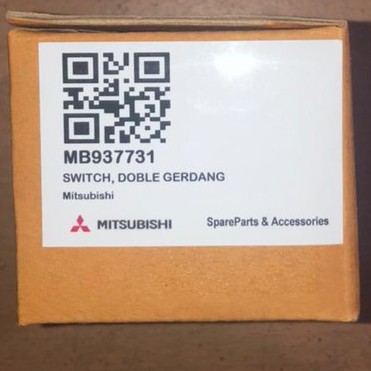 MB937731
SWITCH, DOBLE GERDANG
Mitsubishi
MITSUBISHI
SpareParts & Accessories